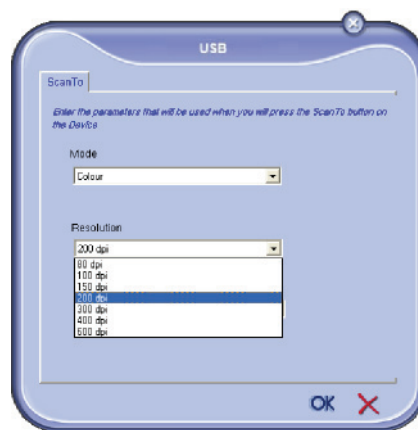 USB
ScanTo
Enter the parameters that will be used when you will press the ScanTo button on
the Device
Mode
Colour
Resolution
200 dpi
80 dpi
100 dpi
150 dpi
200 dpi
300 dpi
400 dpi
600 dpi
OK